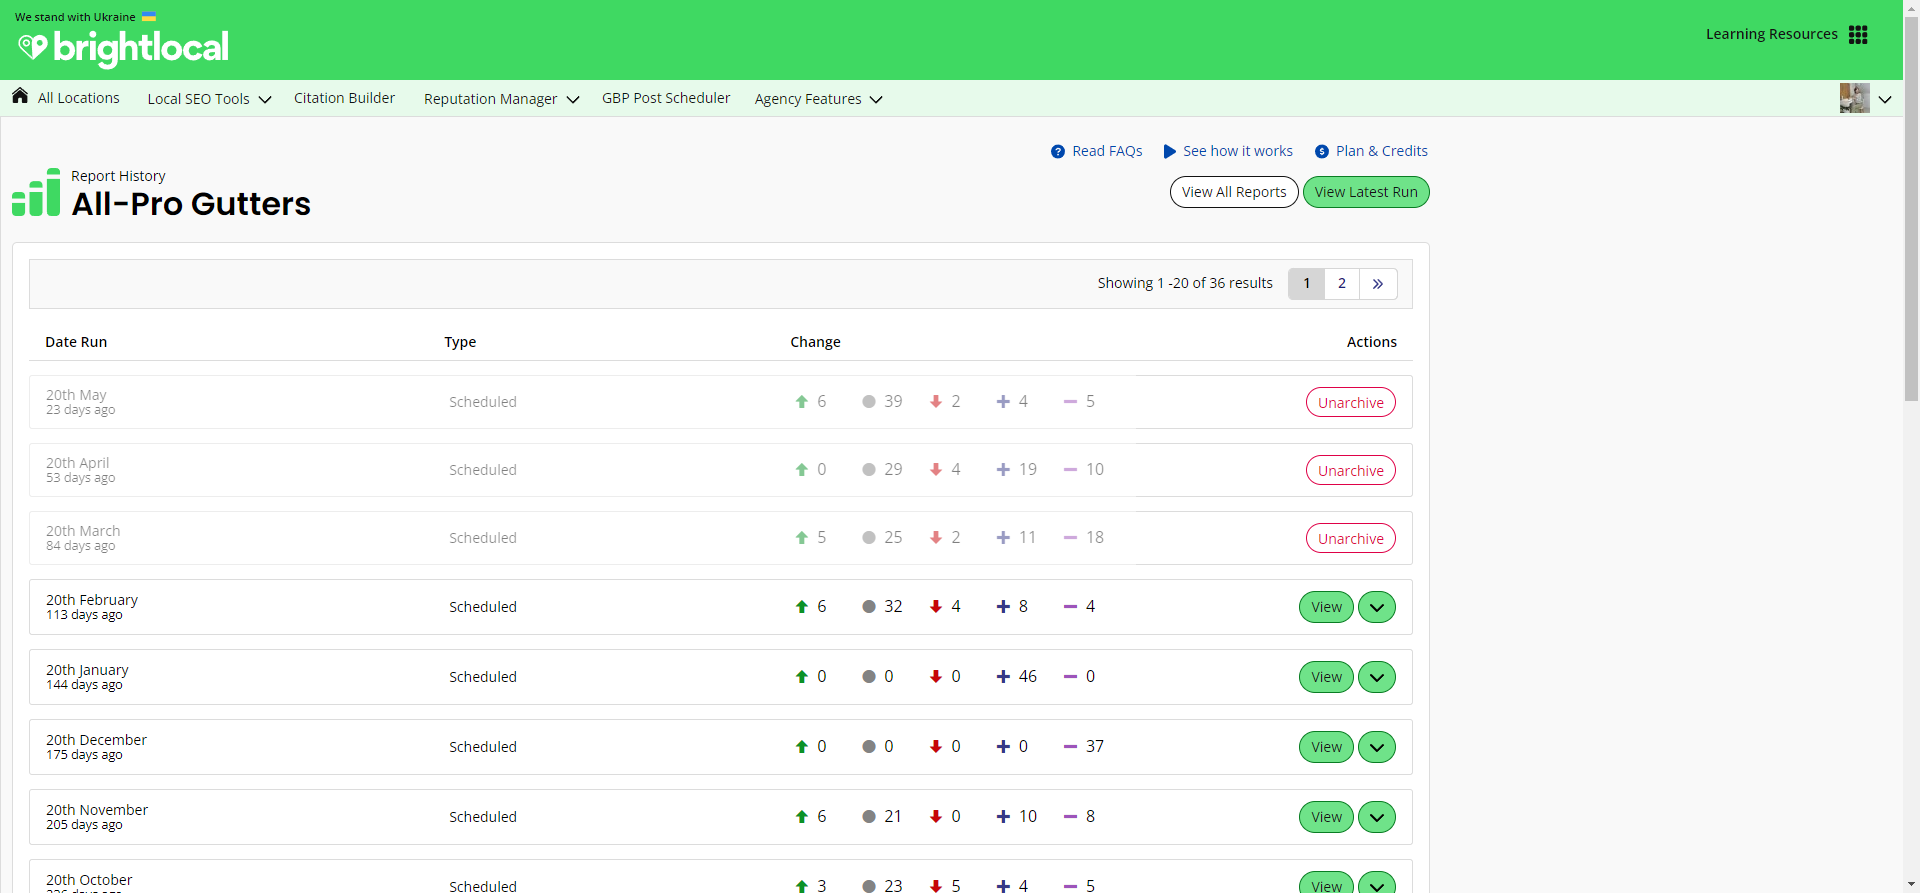 We stand with Ukraine
brightlocal
Learning Resources
All Locations Local SEO Tools Citation Builder Reputation Manager GBP Post Scheduler Agency Features
Read FAQs See how it works Plan & Credits
Report History
All-Pro Gutters
View All Reports View Latest Run
Showing 1 -20 of 36 results 1 2 »
Date Run Type Change Actions
20th May
23 days ago
Scheduled 6 39 2 4 5 Unarchive
20th April
53 days ago
Scheduled 0 29 4 19 10 Unarchive
20th March
84 days ago
Scheduled 5 25 2 11 18 Unarchive
20th February
113 days ago
Scheduled 6 32 4 8 4 View
20th January
144 days ago
Scheduled 0 0 0 46 0 View
20th December
175 days ago
Scheduled 0 0 0 0 37 View
20th November
205 days ago
Scheduled 6 21 0 10 8 View
20th October
Scheduled 3 23 5 4 5 View